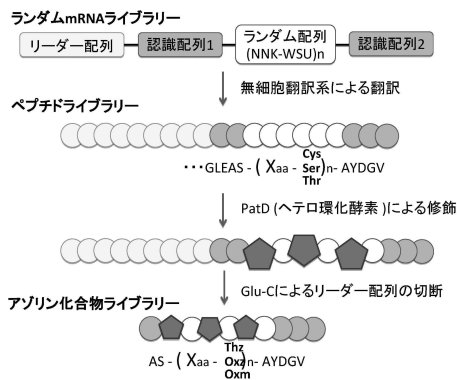 ランダムmRNAライブラリー
リーダー配列
認識配列1
ランダム配列
(NNK-WSU)n
認識配列2
無細胞翻訳系による翻訳
ペプチドライブラリー
Cys
･･･GLEAS - ( Xaa - Ser )n- AYDGV
Thr
PatD (ヘテロ環化酵素 )による修飾
Glu-Cによるリーダー配列の切断
アゾリン化合物ライブラリー
Thz
AS - ( Xaa - Oxz )n- AYDGV
Oxm